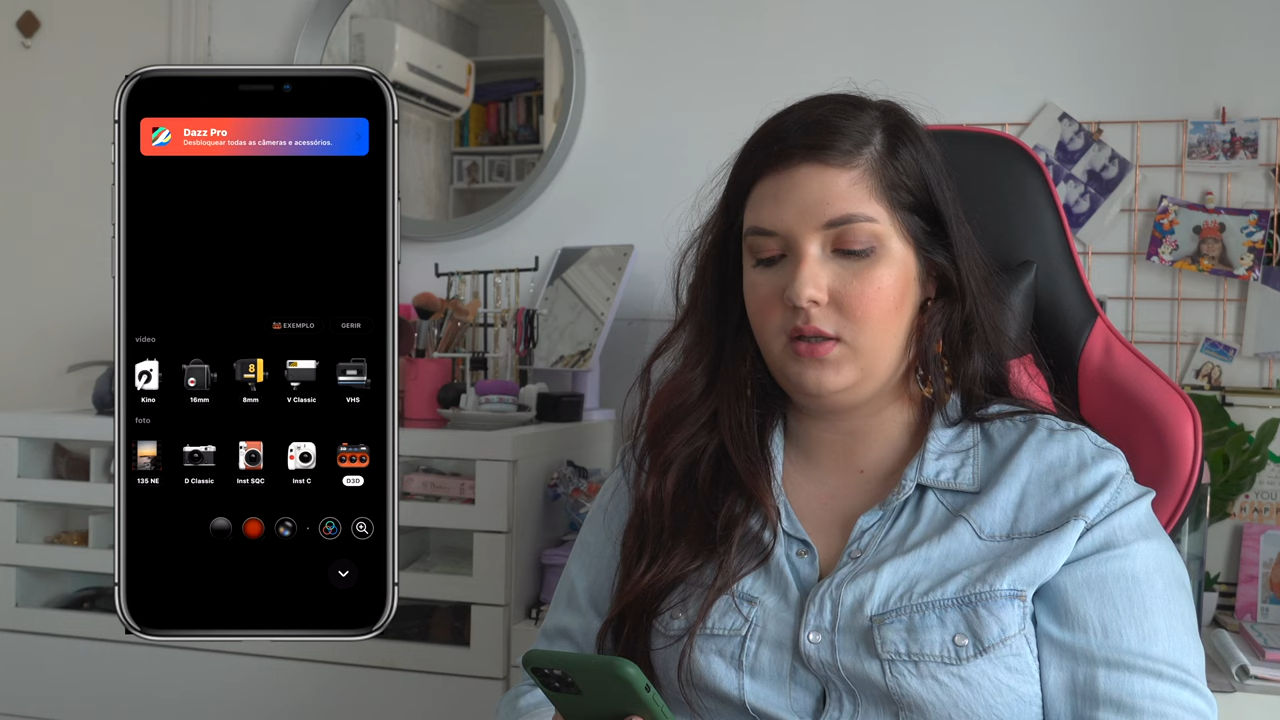 Dazz Pro
Desbloquear todas as câmeras e acessórios.
EXEMPLO GERIR
vídeo
8
Kino 16mm 8mm V Classic VHS
foto
135 NE D Classic Inst SQC Inst C D3D